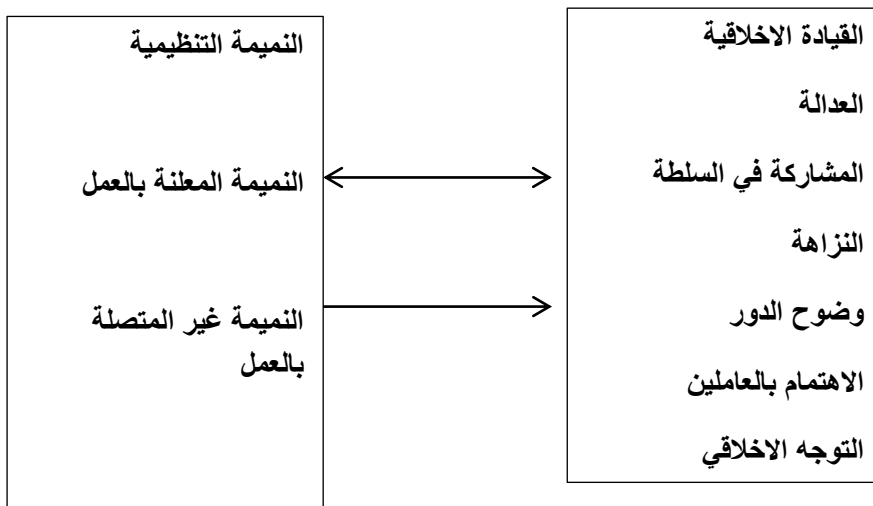 القيادة الاخلاقية
العدالة
المشاركة في السلطة
النزاهة
وضوح الدور
الاهتمام بالعاملين
التوجه الاخلاقي
النميمة التنظيمية
النميمة المعلنة بالعمل
النميمة غير المتصلة
بالعمل